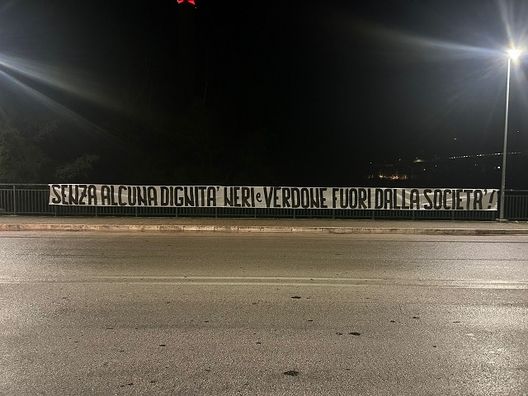 SENZA ALCUNA DIGNITA' NERI e VERDONE FUORI DALLA SOCIETA'!